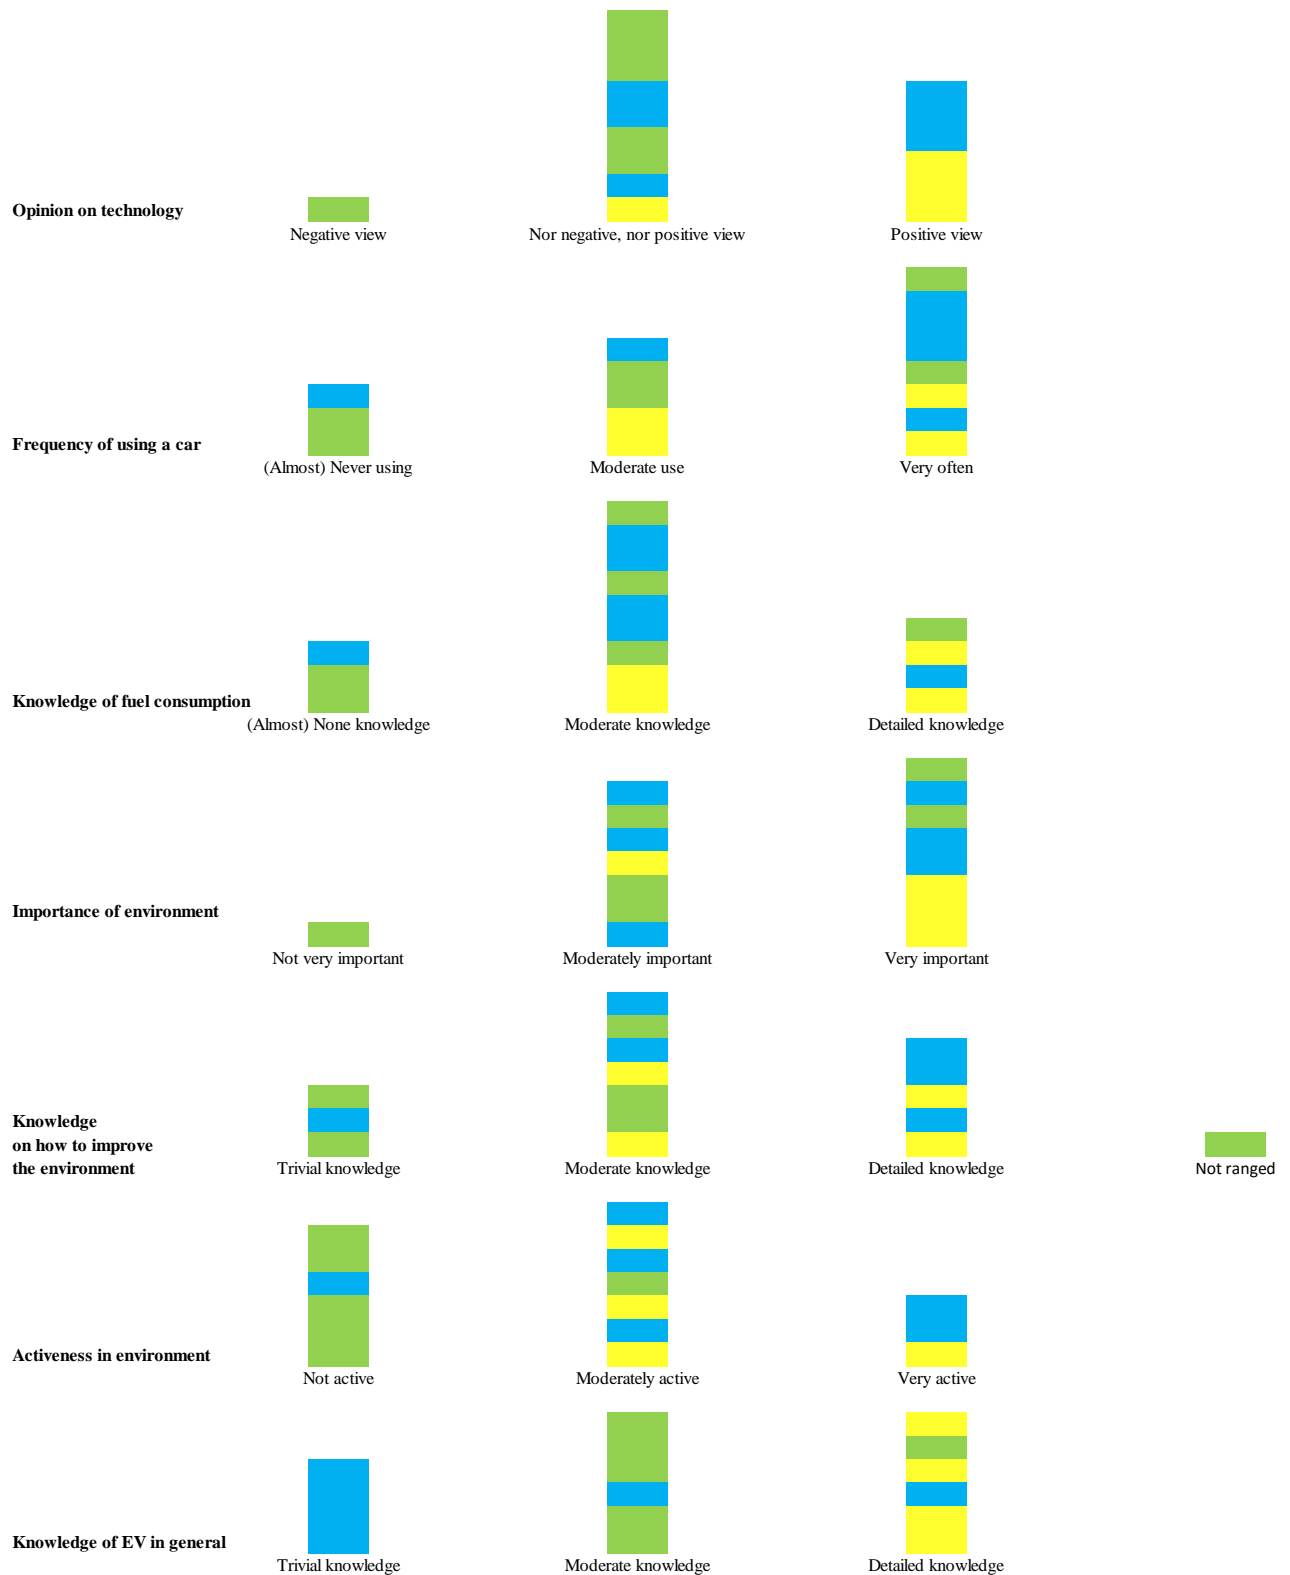 Opinion on technology
Negative view
Nor negative, nor positive view
Positive view
Frequency of using a car
(Almost) Never using
Moderate use
Very often
Knowledge of fuel consumption
(Almost) None knowledge
Moderate knowledge
Detailed knowledge
Importance of environment
Not very important
Moderately important
Very important
Knowledge
on how to improve
the environment
Trivial knowledge
Moderate knowledge
Detailed knowledge
Not ranged
Activeness in environment
Not active
Moderately active
Very active
Knowledge of EV in general
Trivial knowledge
Moderate knowledge
Detailed knowledge